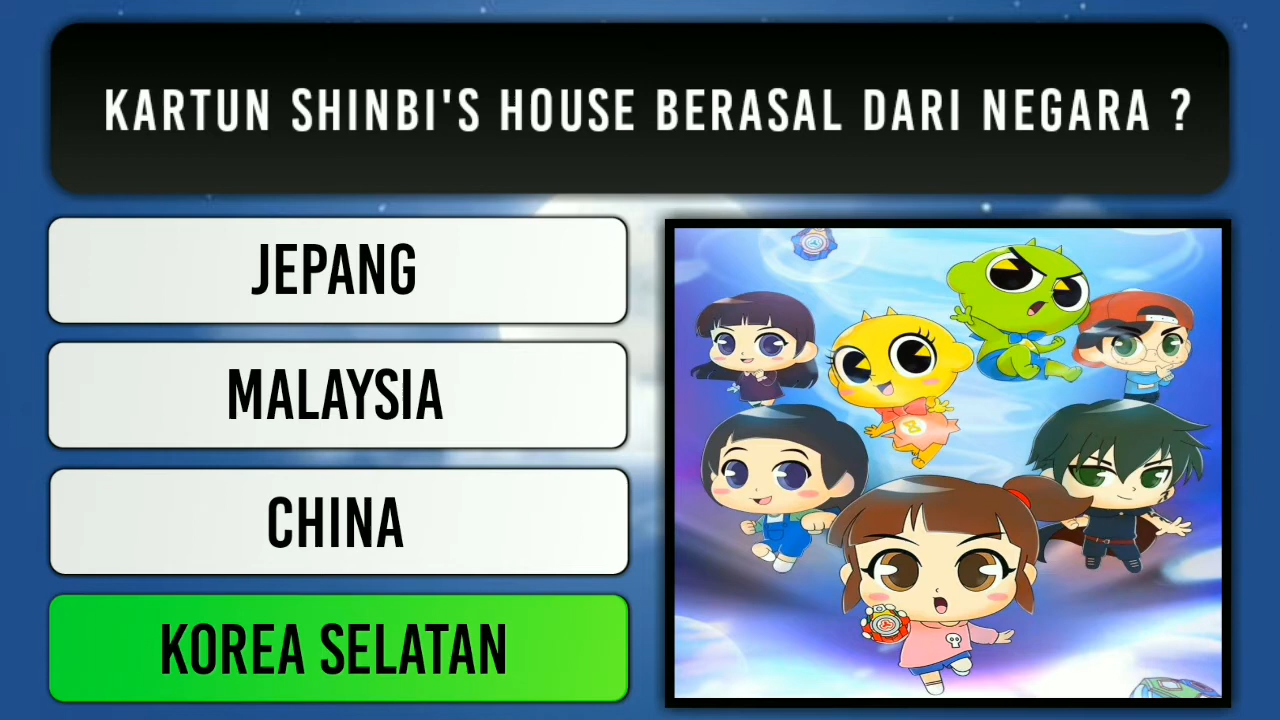 KARTUN SHINBI'S HOUSE BERASAL DARI NEGARA ?
JEPANG
MALAYSIA
CHINA
KOREA SELATAN